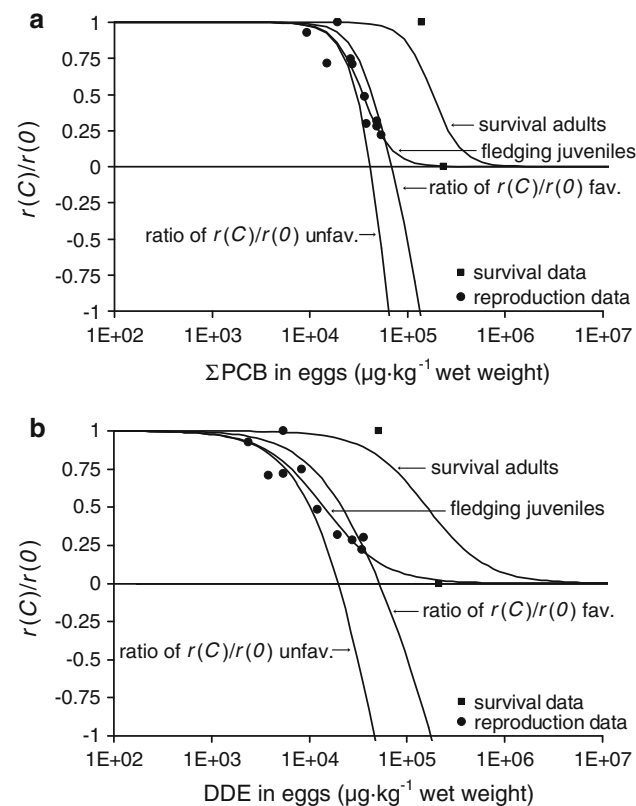 a
1
0.75
0.5
0.25
0
-0.25
-0.5
-0.75
-1
r(C)/r(0)
survival adults
fledging juveniles
ratio of r(C)/r(0) fav.
ratio of r(C)/r(0) unfav.
survival data
reproduction data
1E+02 1E+03 1E+04 1E+05 1E+06 1E+07
ΣPCB in eggs (µg·kg⁻¹ wet weight)
b
1
0.75
0.5
0.25
0
-0.25
-0.5
-0.75
-1
r(C)/r(0)
survival adults
fledging juveniles
ratio of r(C)/r(0) fav.
ratio of r(C)/r(0) unfav.
survival data
reproduction data
1E+02 1E+03 1E+04 1E+05 1E+06 1E+07
DDE in eggs (µg·kg⁻¹ wet weight)